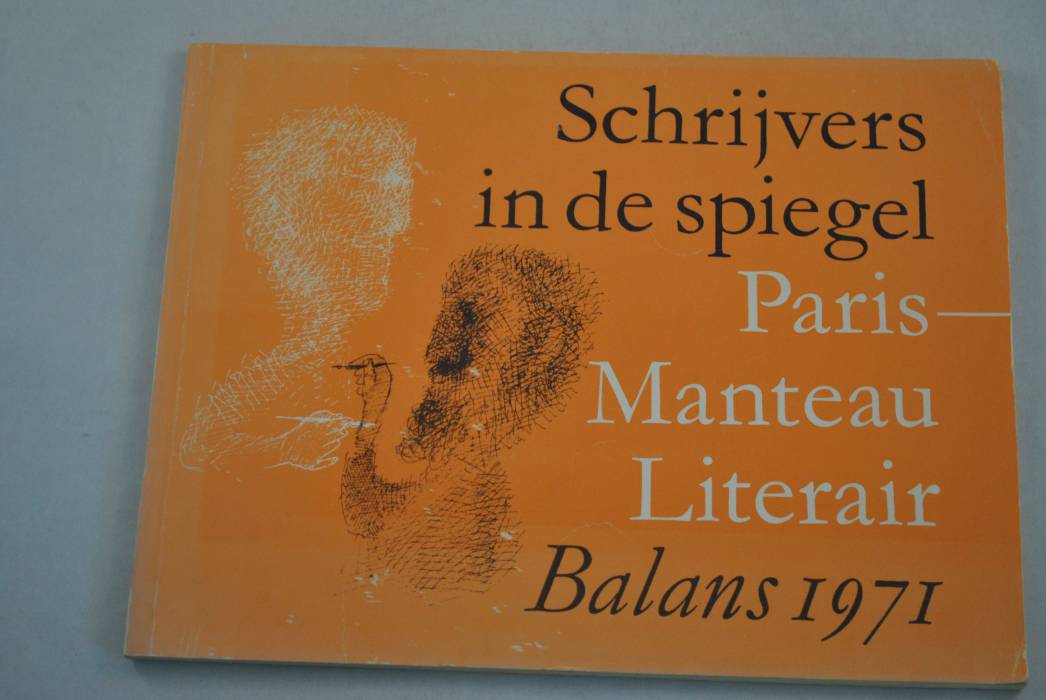 Schrijvers
in de spiegel
Paris—
Manteau
Literair
Balans 1971